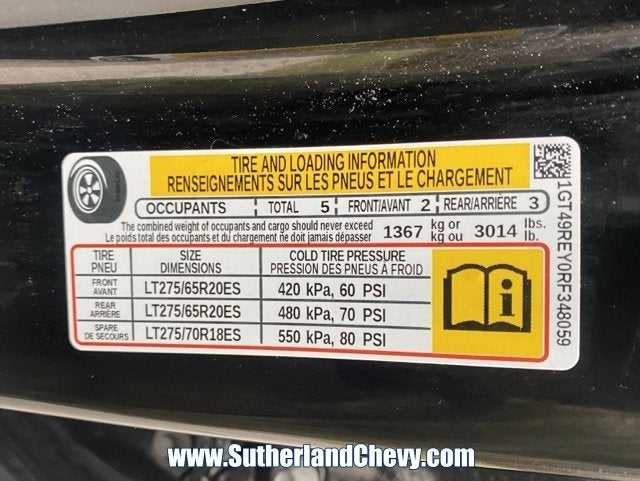 TIRE AND LOADING INFORMATION
RENSEIGNEMENTS SUR LES PNEUS ET LE CHARGEMENT
OCCUPANTS TOTAL 5 FRONT/AVANT 2 REAR/ARRIÈRE 3
The combined weight of occupants and cargo should never exceed 1367 kg or 3014 lbs.
Le poids total des occupants et du chargement ne doit jamais dépasser kg ou lb.
TIRE SIZE COLD TIRE PRESSURE
PNEU DIMENSIONS PRESSION DES PNEUS À FROID
FRONT
AVANT LT275/65R20ES 420 kPa, 60 PSI
REAR
ARRIÈRE LT275/65R20ES 480 kPa, 70 PSI
SPARE
DE SECOURS LT275/70R18ES 550 kPa, 80 PSI
i
1GT49REY0RF348059
www.SutherlandChevy.com